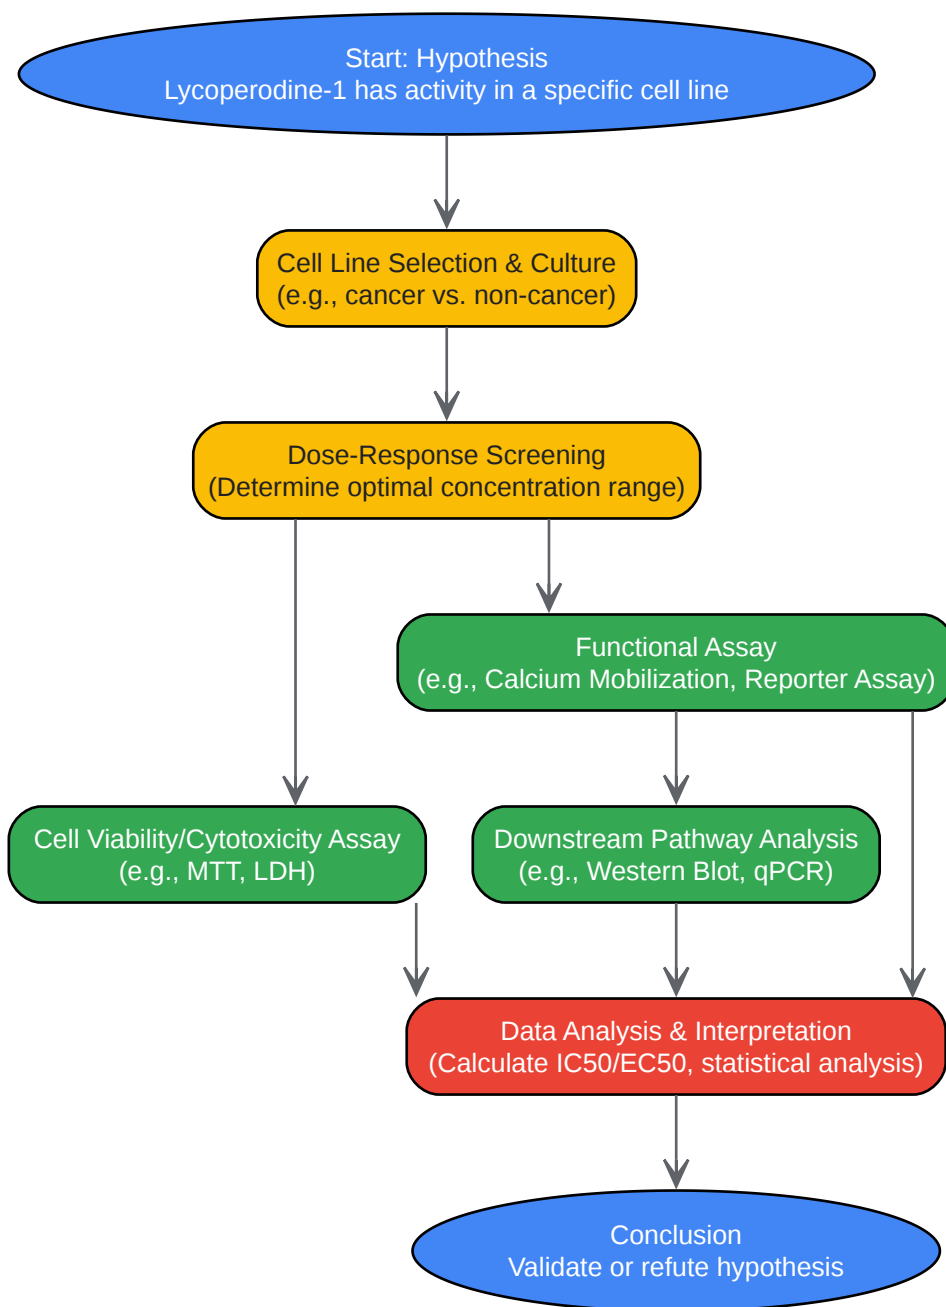 Start: Hypothesis
Lycoperodine-1 has activity in a specific cell line
Cell Line Selection & Culture
(e.g., cancer vs. non-cancer)
Dose-Response Screening
(Determine optimal concentration range)
Functional Assay
(e.g., Calcium Mobilization, Reporter Assay)
Cell Viability/Cytotoxicity Assay
(e.g., MTT, LDH)
Downstream Pathway Analysis
(e.g., Western Blot, qPCR)
Data Analysis & Interpretation
(Calculate IC50/EC50, statistical analysis)
Conclusion
Validate or refute hypothesis